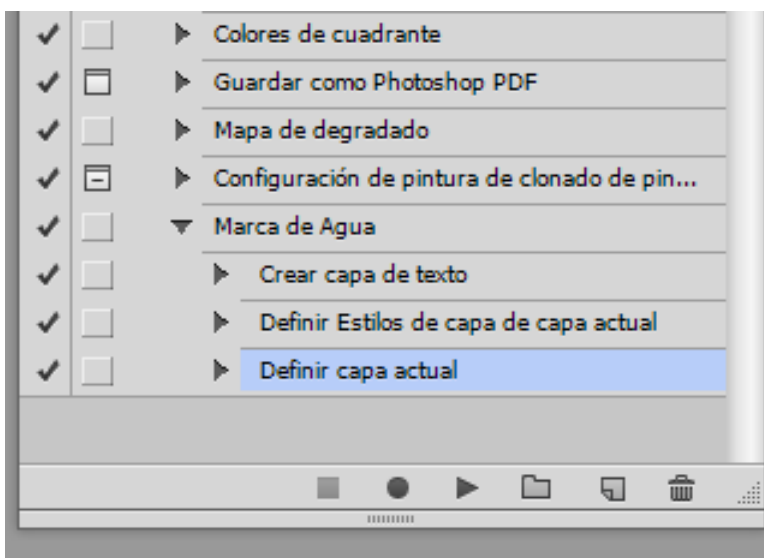 Colores de cuadrante
Guardar como Photoshop PDF
Mapa de degradado
Configuración de pintura de clonado de pin...
Marca de Agua
Crear capa de texto
Definir Estilos de capa de capa actual
Definir capa actual